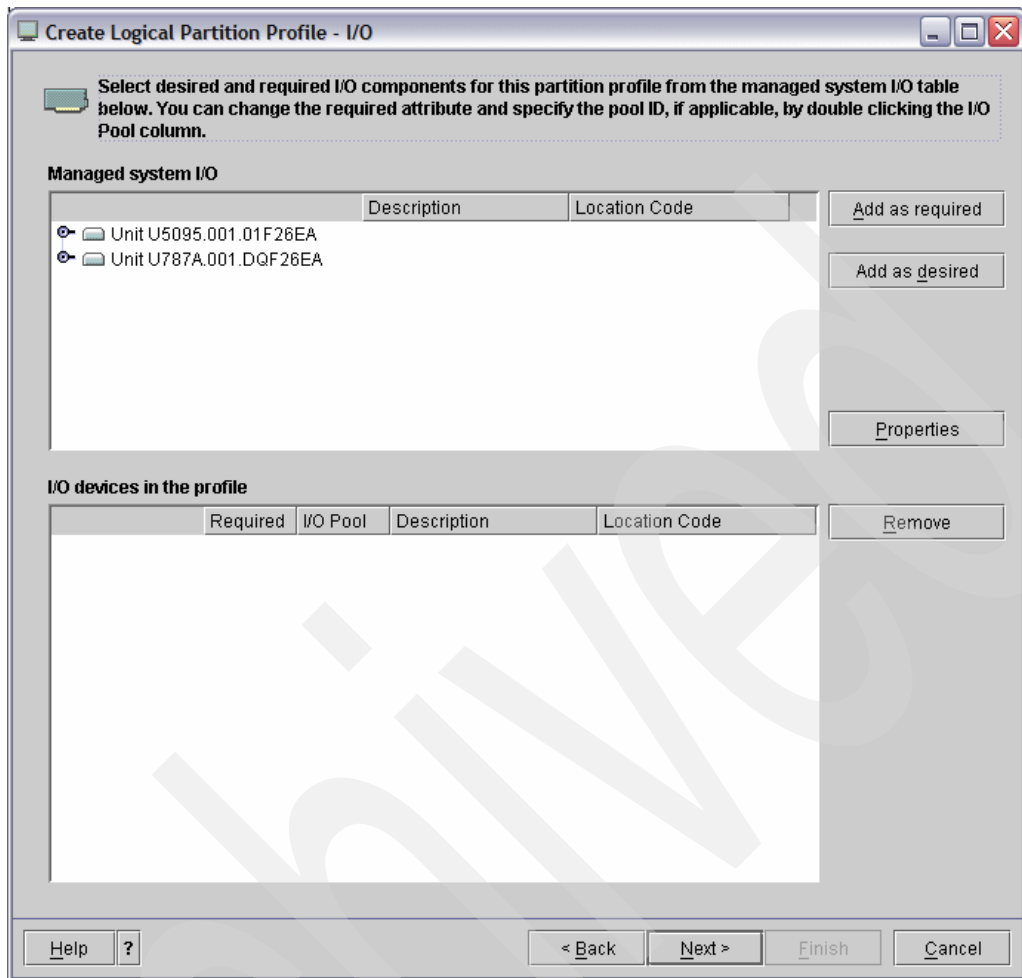 Create Logical Partition Profile - I/O
Select desired and required I/O components for this partition profile from the managed system I/O table
below. You can change the required attribute and specify the pool ID, if applicable, by double clicking the I/O
Pool column.
Managed system I/O
Description Location Code
Add as required
Unit U5095.001.01F26EA
Unit U787A.001.DQF26EA
Add as desired
Properties
I/O devices in the profile
Required I/O Pool Description Location Code
Remove
Help ? < Back Next > Finish Cancel